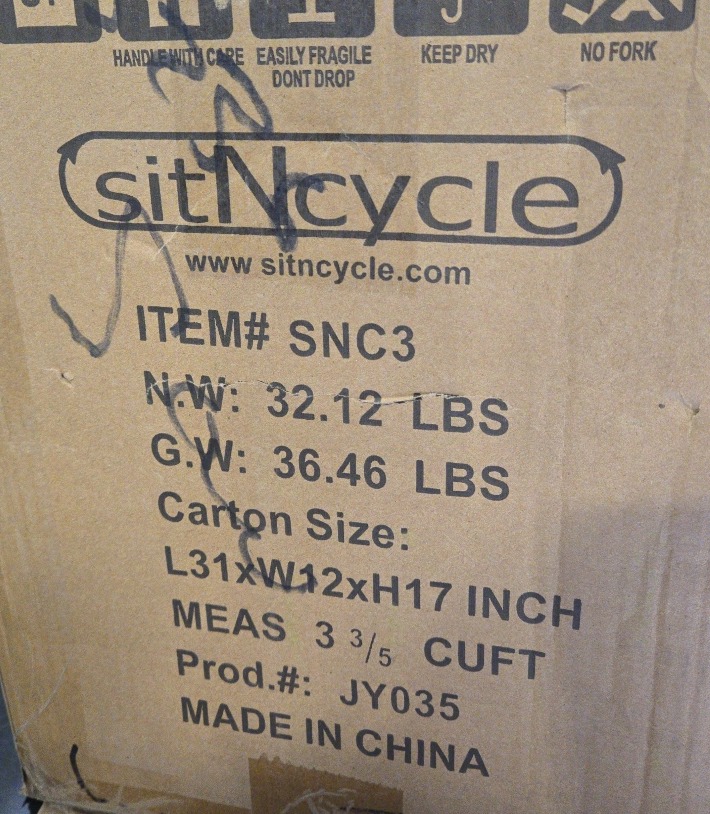 HANDLE WITH CARE EASILY FRAGILE KEEP DRY NO FORK
DONT DROP
sitNcycle
www sitncycle.com
ITEM# SNC3
N.W: 32.12 LBS
G.W: 36.46 LBS
Carton Size:
L31xW12xH17 INCH
MEAS 3 3/5 CUFT
Prod.#: JY035
MADE IN CHINA